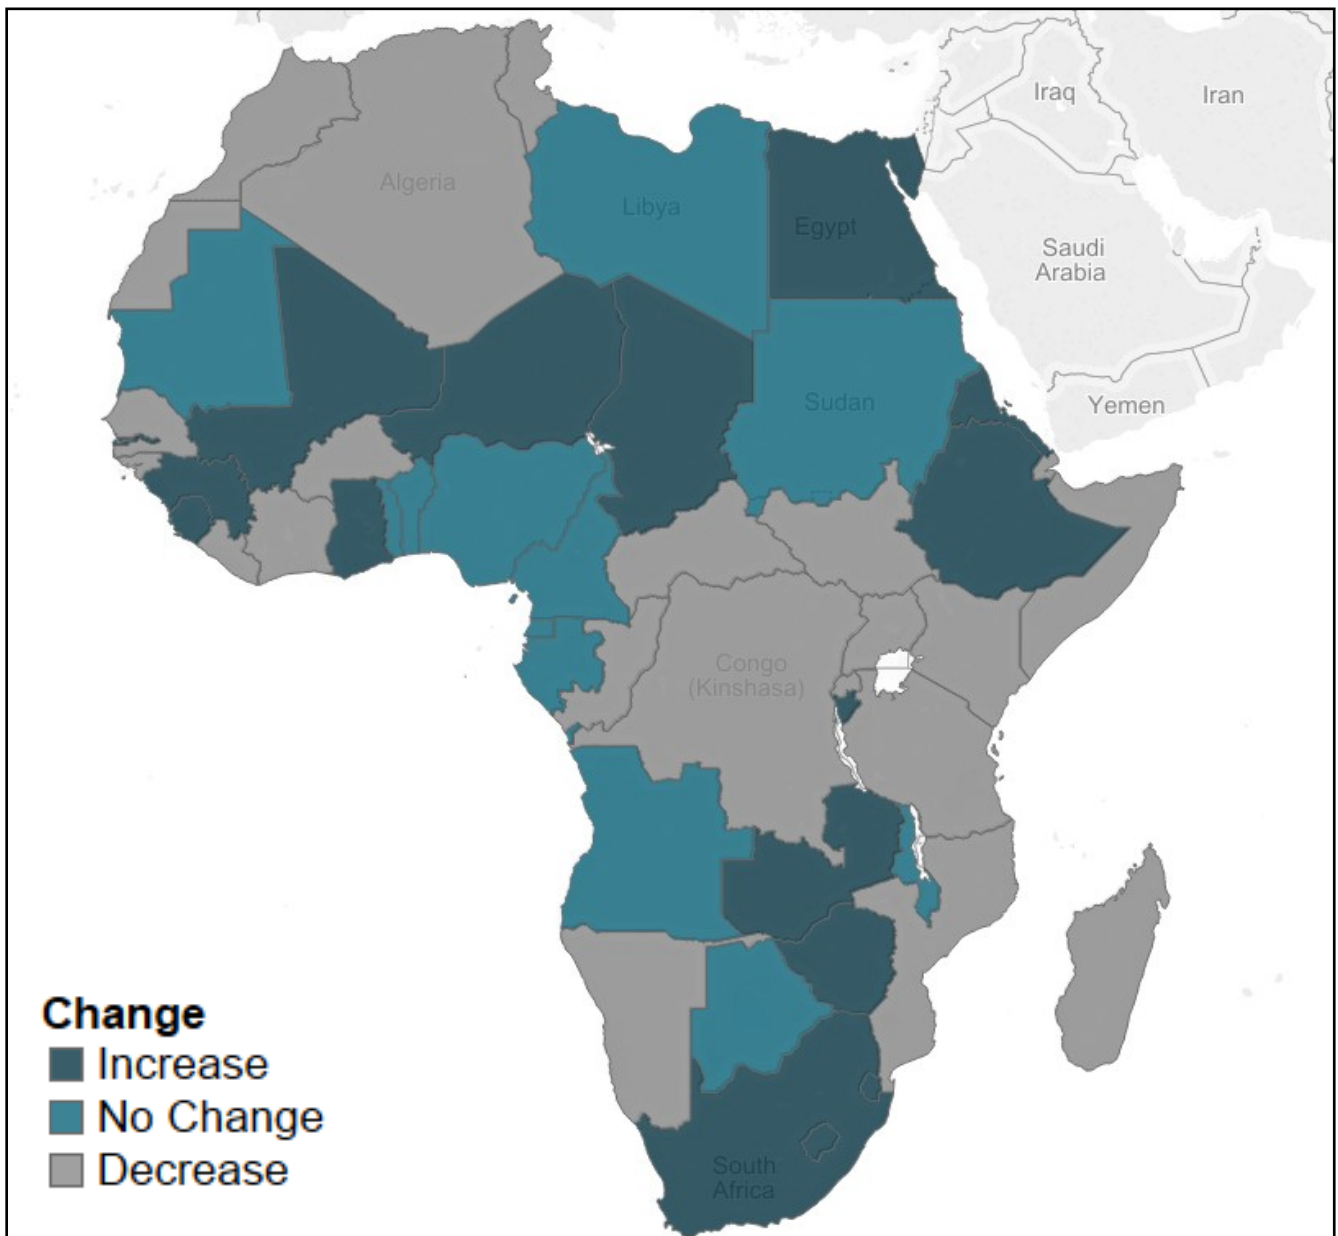 Iraq
Iran
Algeria
Libya
Egypt
Saudi
Arabia
Sudan
Yemen
Congo
(Kinshasa)
Change
Increase
No Change
Decrease
South
Africa